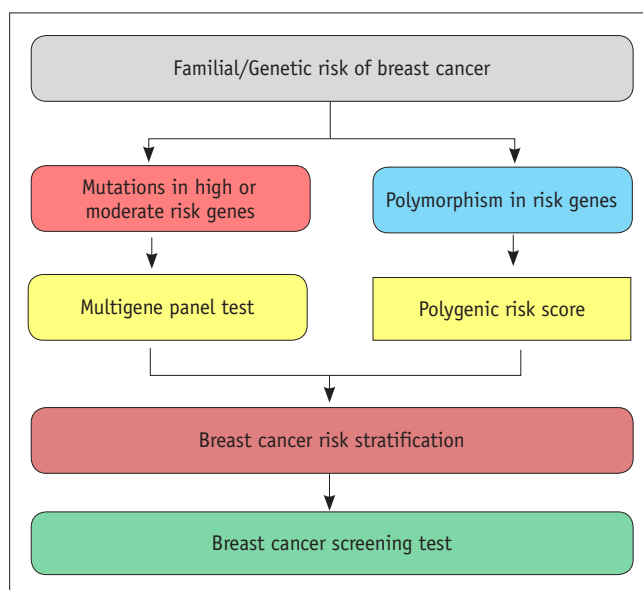 Familial/Genetic risk of breast cancer
Mutations in high or
moderate risk genes
Polymorphism in risk genes
Multigene panel test
Polygenic risk score
Breast cancer risk stratification
Breast cancer screening test